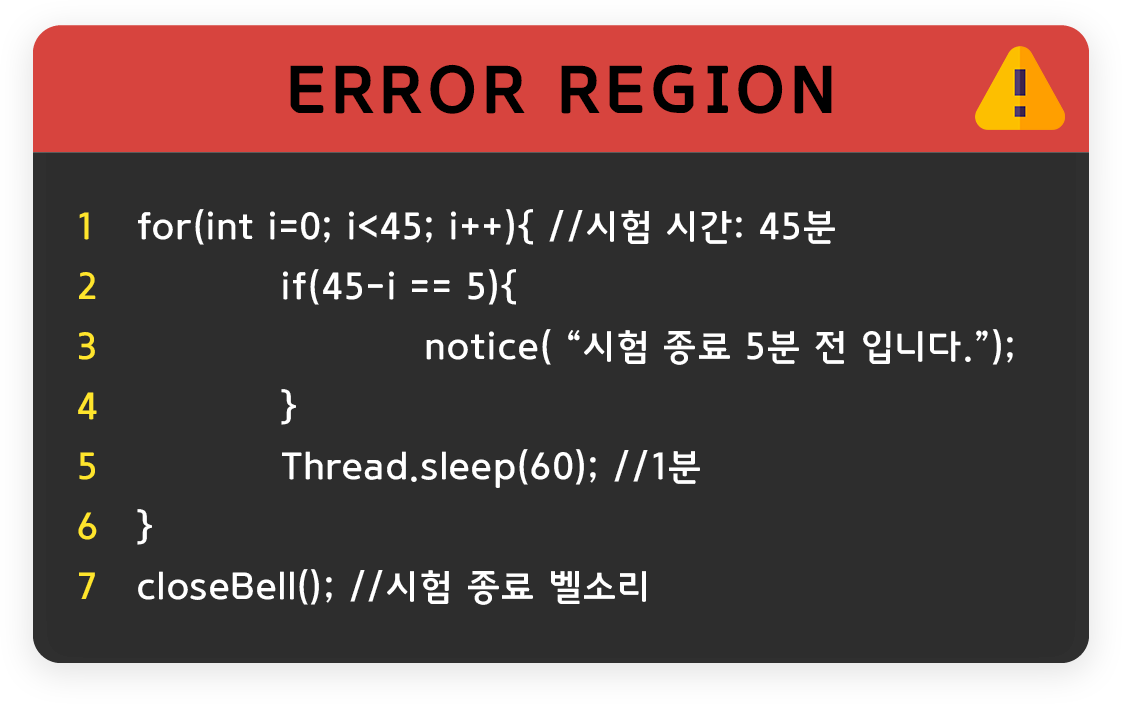 ERROR REGION
1 for(int i=0; i<45; i++){ //시험 시간: 45분
2 if(45-i == 5){
3 notice( “시험 종료 5분 전 입니다.”);
4 }
5 Thread.sleep(60); //1분
6 }
7 closeBell(); //시험 종료 벨소리